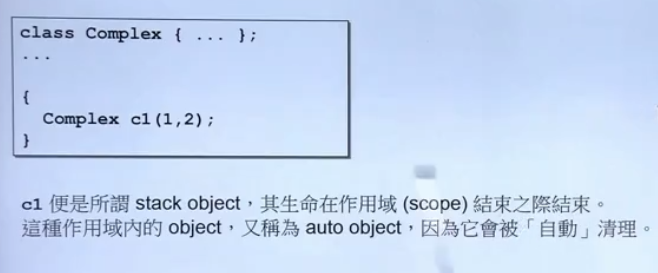 class Complex { ... };
...
{
Complex c1(1,2);
}
c1 便是所謂 stack object，其生命在作用域 (scope) 結束之際結束。
這種作用域內的 object，又稱為 auto object，因為它會被「自動」清理。